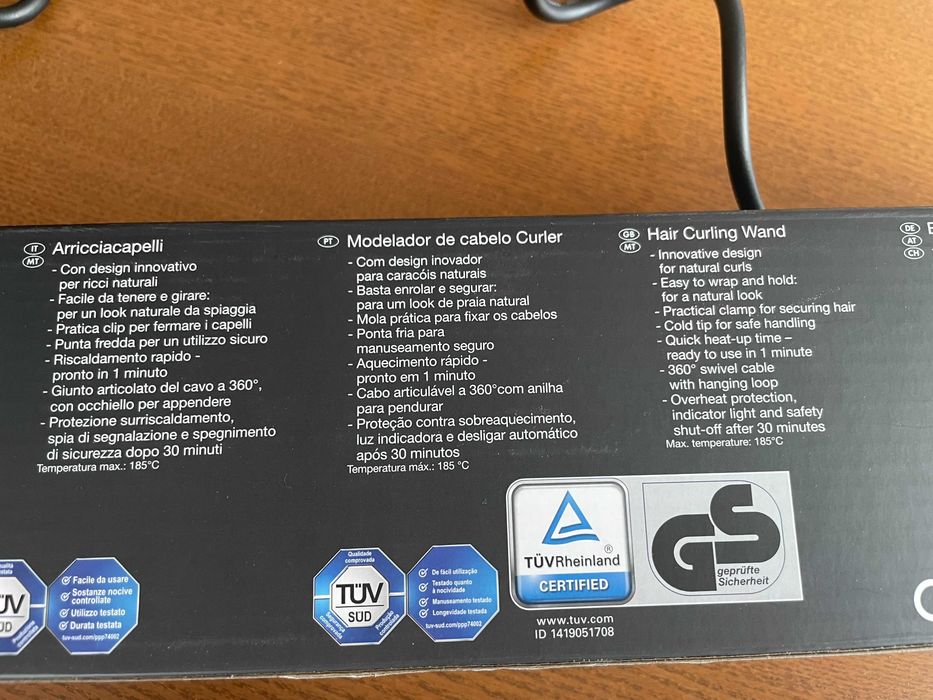 IT MT Arricciacapelli
- Con design innovativo
per ricci naturali
- Facile da tenere e girare:
per un look naturale da spiaggia
- Pratica clip per fermare i capelli
- Punta fredda per un utilizzo sicuro
- Riscaldamento rapido -
pronto in 1 minuto
- Giunto articolato del cavo a 360°,
con occhiello per appendere
- Protezione surriscaldamento,
spia di segnalazione e spegnimento
di sicurezza dopo 30 minuti
Temperatura max.: 185°C
PT Modelador de cabelo Curler
- Com design inovador
para caracóis naturais
- Basta enrolar e segurar:
para um look de praia natural
- Mola prática para fixar os cabelos
- Ponta fria para
manuseamento seguro
- Aquecimento rápido -
pronto em 1 minuto
- Cabo articulável a 360°com anilha
para pendurar
- Proteção contra sobreaquecimento,
luz indicadora e desligar automático
após 30 minutos
Temperatura máx.: 185 °C
GB MT Hair Curling Wand
- Innovative design
for natural curls
- Easy to wrap and hold:
for a natural look
- Practical clamp for securing hair
- Cold tip for safe handling
- Quick heat-up time –
ready to use in 1 minute
- 360° swivel cable
with hanging loop
- Overheat protection,
indicator light and safety
shut-off after 30 minutes
Max. temperature: 185°C
DE
AT
CH
Facile da usare
Sostanze nocive
controllate
Utilizzo testato
Durata testata
tuv-sud.com/ppp74002
Qualidade
comprovada
TÜV
SUD
Segurança
comprovada
Produção
controlada
De fácil utilização
Testado quanto
à nocividade
Manuseamento testado
Longevidade testada
tuv-sud.com/ppp74002
®
TÜVRheinland
CERTIFIED
GS
geprüfte
Sicherheit
www.tuv.com
ID 1419051708